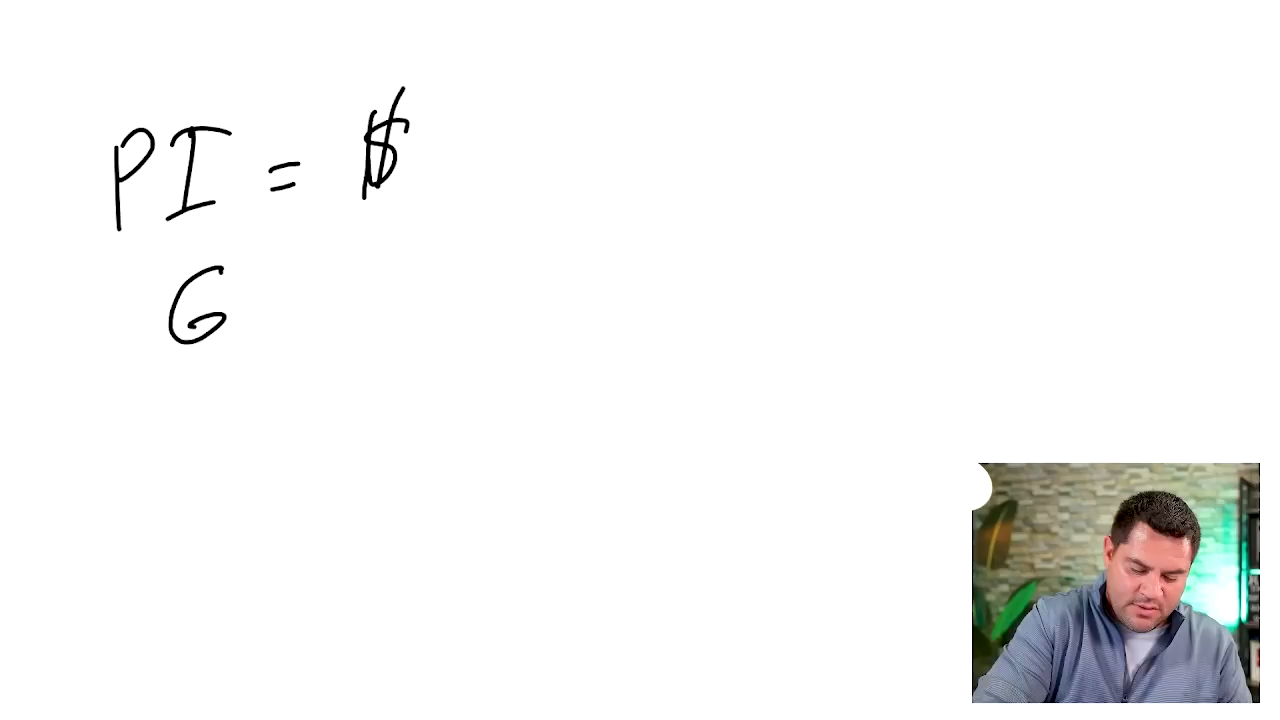 PI = $
G